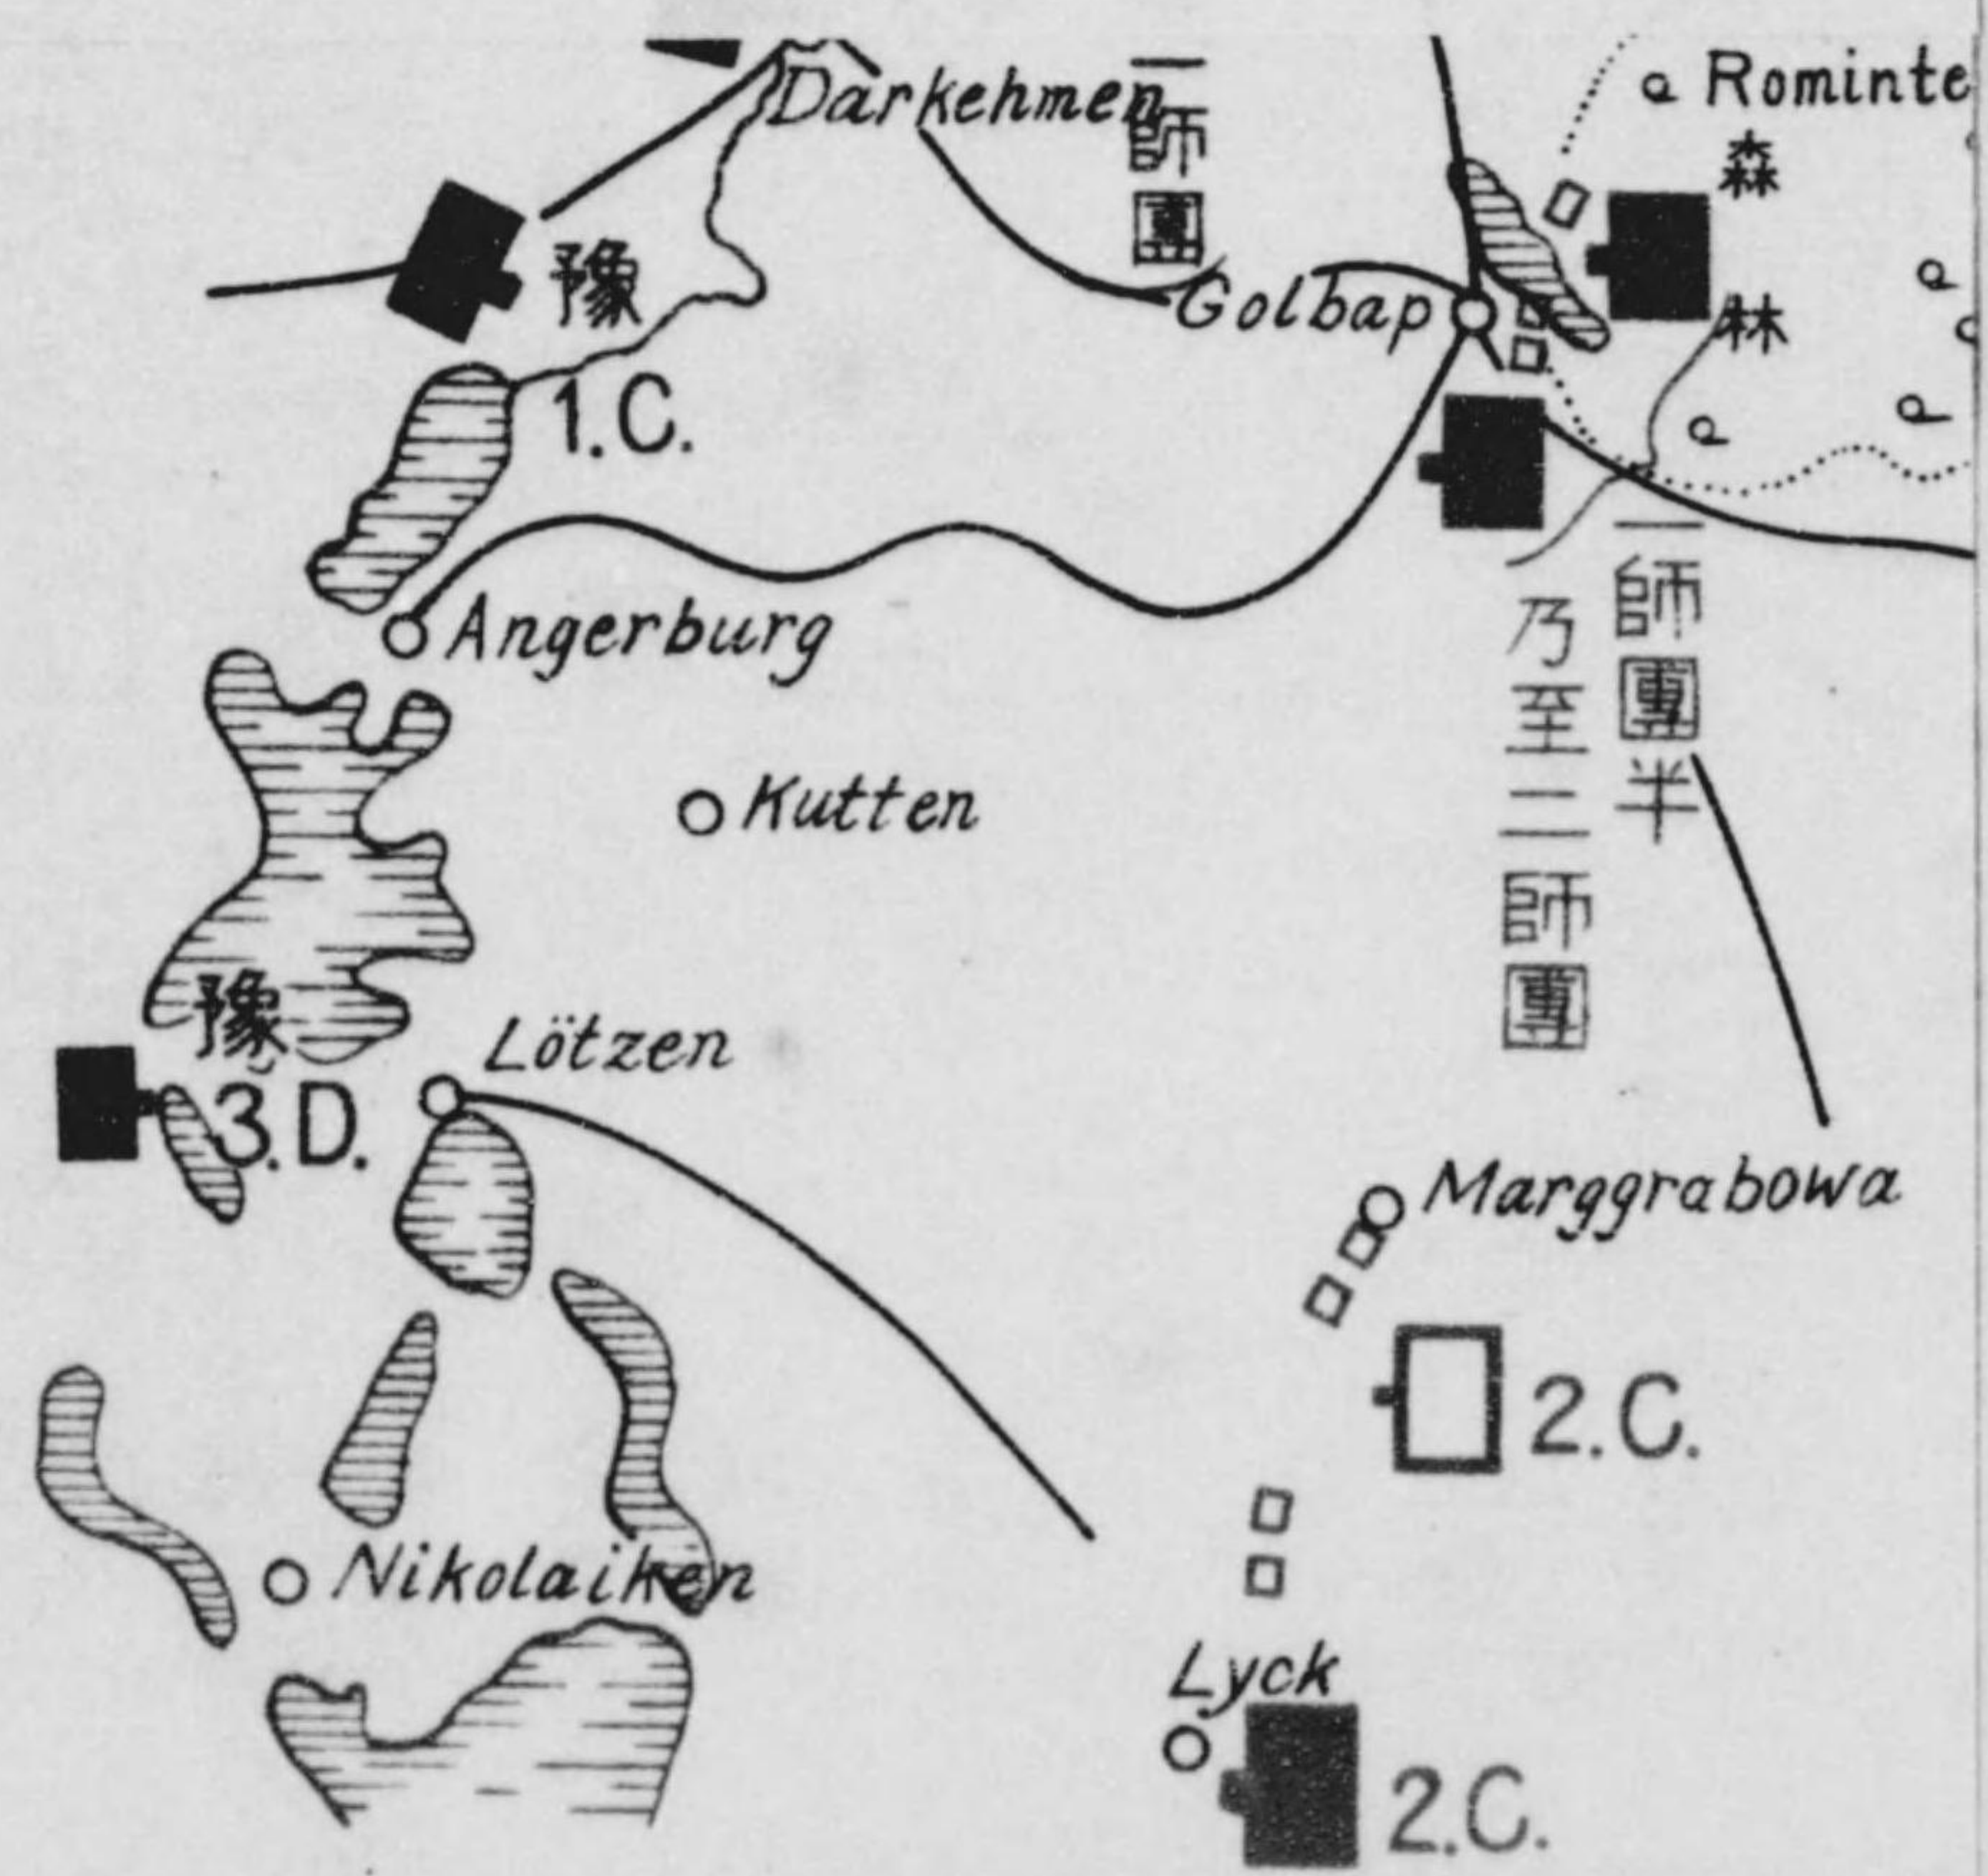 Darkehmen
一師團
Rominte
森林
豫
1.C.
Golbap
Angerburg
一師團半
乃至二師團
Kutten
豫
3.D.
Lötzen
Marggrabowa
2.C.
Nikolaiken
Lyck
2.C.